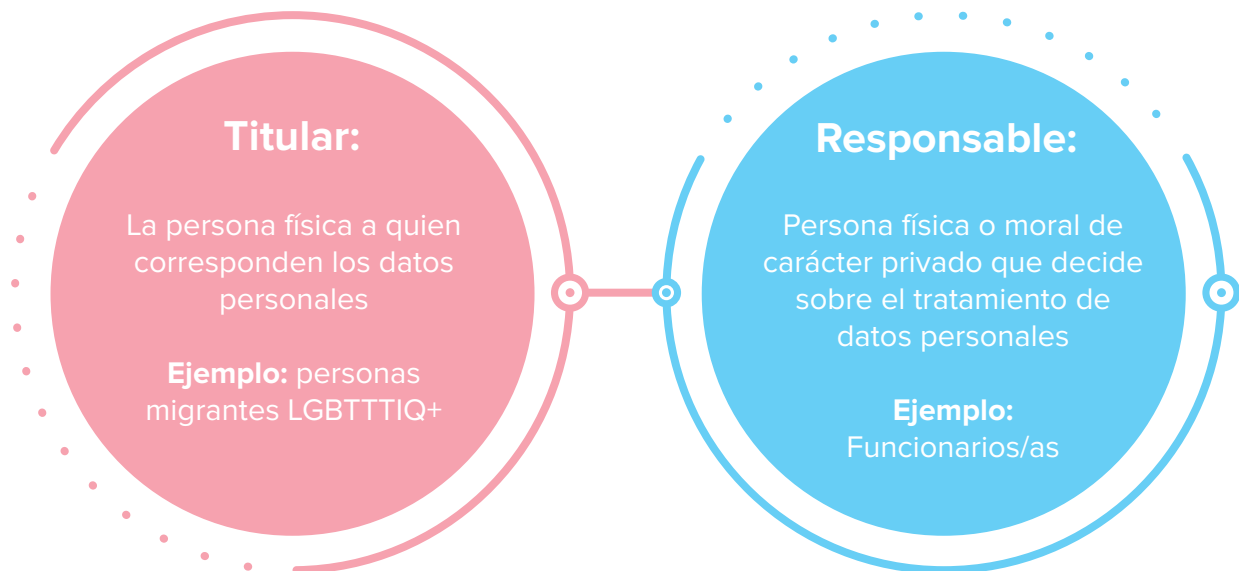 Titular:
La persona física a quien
corresponden los datos
personales
Ejemplo: personas
migrantes LGBTTTIQ+
Responsable:
Persona física o moral de
carácter privado que decide
sobre el tratamiento de
datos personales
Ejemplo:
Funcionarios/as